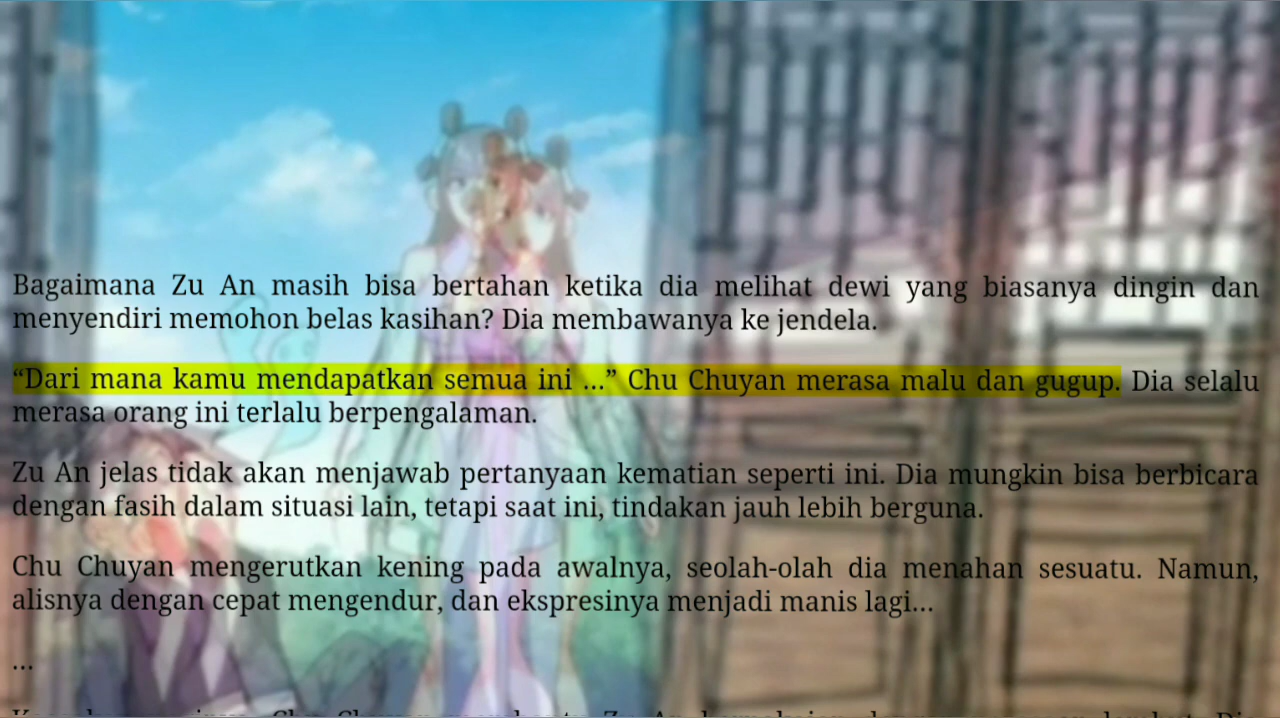 Bagaimana Zu An masih bisa bertahan ketika dia melihat dewi yang biasanya dingin dan
menyendiri memohon belas kasihan? Dia membawanya ke jendela.
“Dari mana kamu mendapatkan semua ini ...” Chu Chuyan merasa malu dan gugup. Dia selalu
merasa orang ini terlalu berpengalaman.
Zu An jelas tidak akan menjawab pertanyaan kematian seperti ini. Dia mungkin bisa berbicara
dengan fasih dalam situasi lain, tetapi saat ini, tindakan jauh lebih berguna.
Chu Chuyan mengerutkan kening pada awalnya, seolah-olah dia menahan sesuatu. Namun,
alisnya dengan cepat mengendur, dan ekspresinya menjadi manis lagi...
...